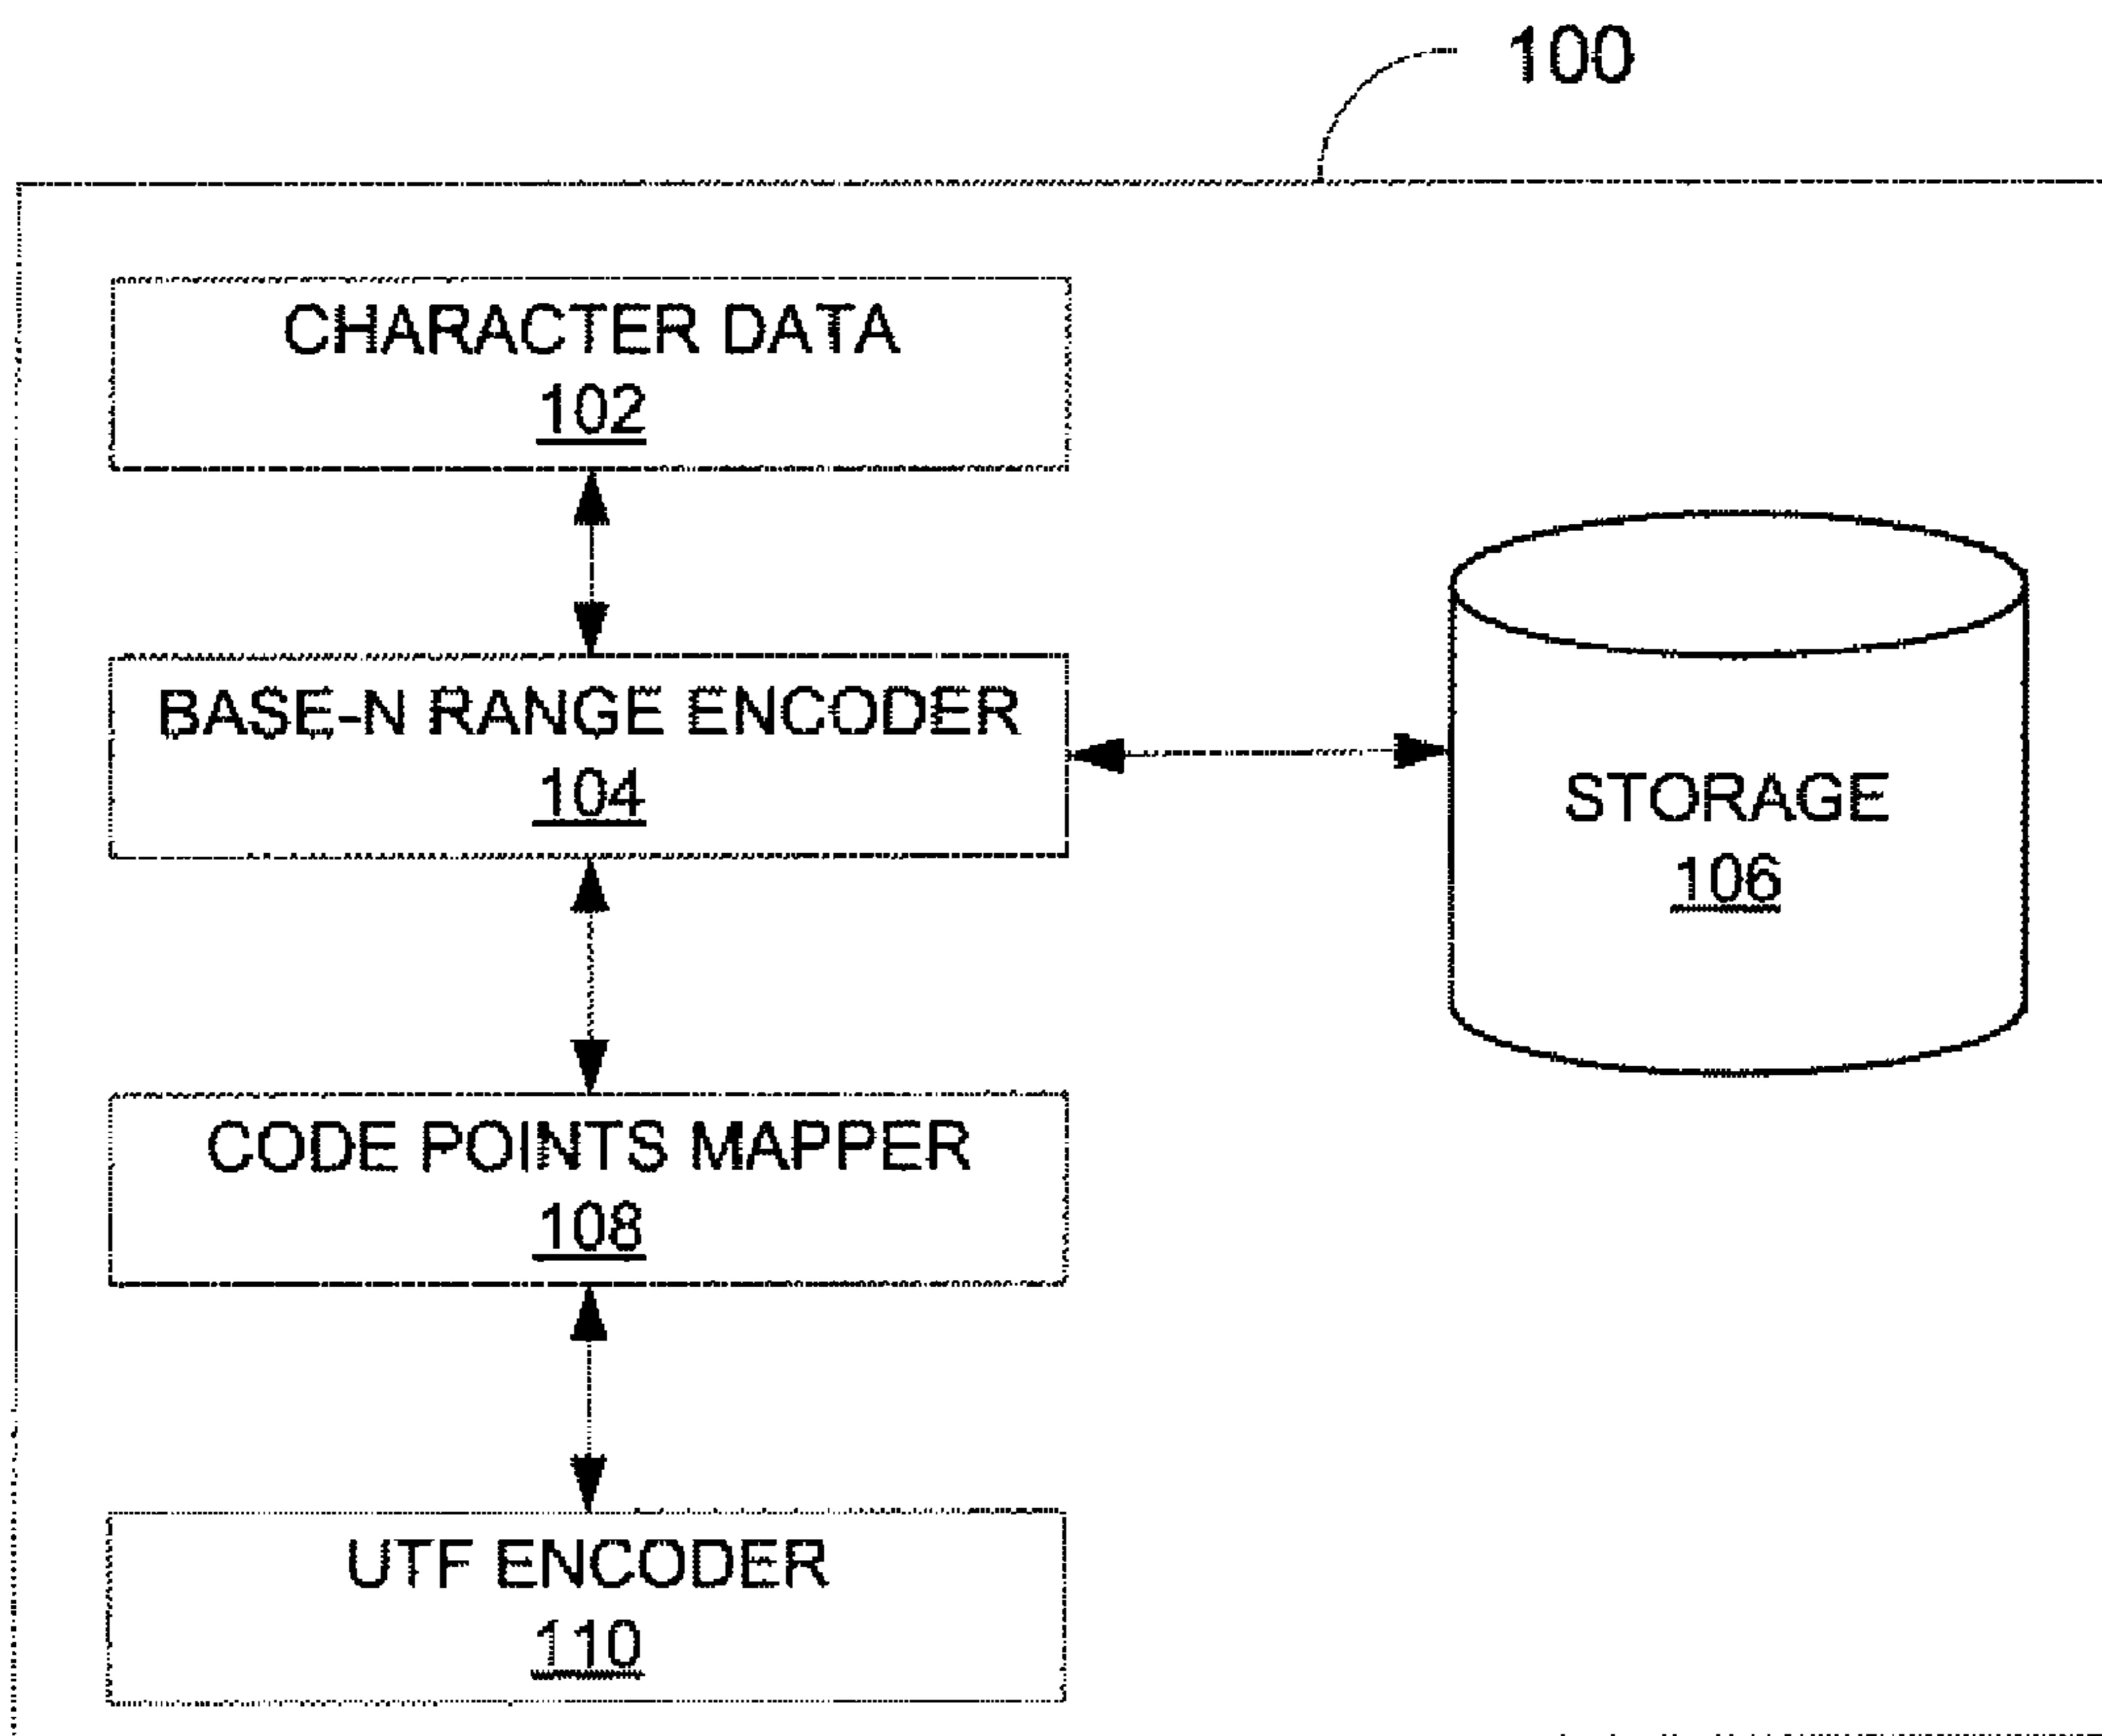 100
CHARACTER DATA
102
BASE-N RANGE ENCODER
104
STORAGE
106
CODE POINTS MAPPER
108
UTF ENCODER
110